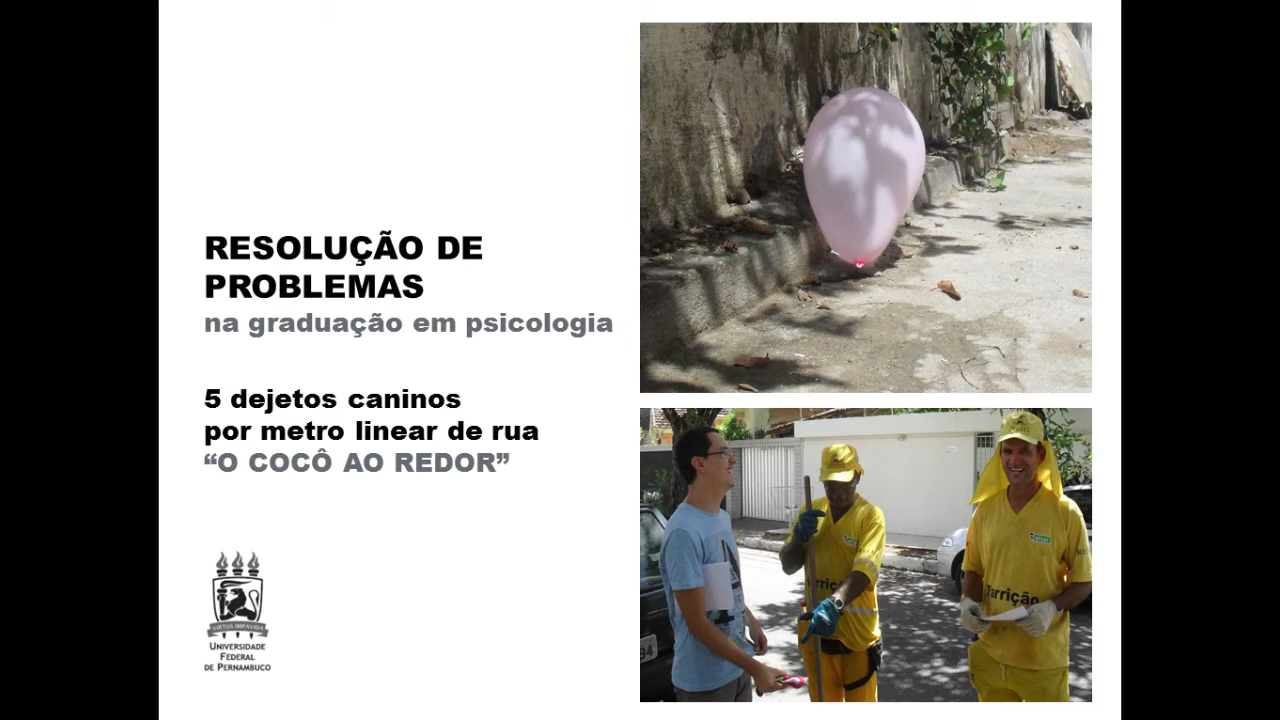 RESOLUÇÃO DE
PROBLEMAS
na graduação em psicologia
5 dejetos caninos
por metro linear de rua
“O COCÔ AO REDOR”
VIRTUS IMPAVIDA
UNIVERSIDADE
FEDERAL
DE PERNAMBUCO
Varrição